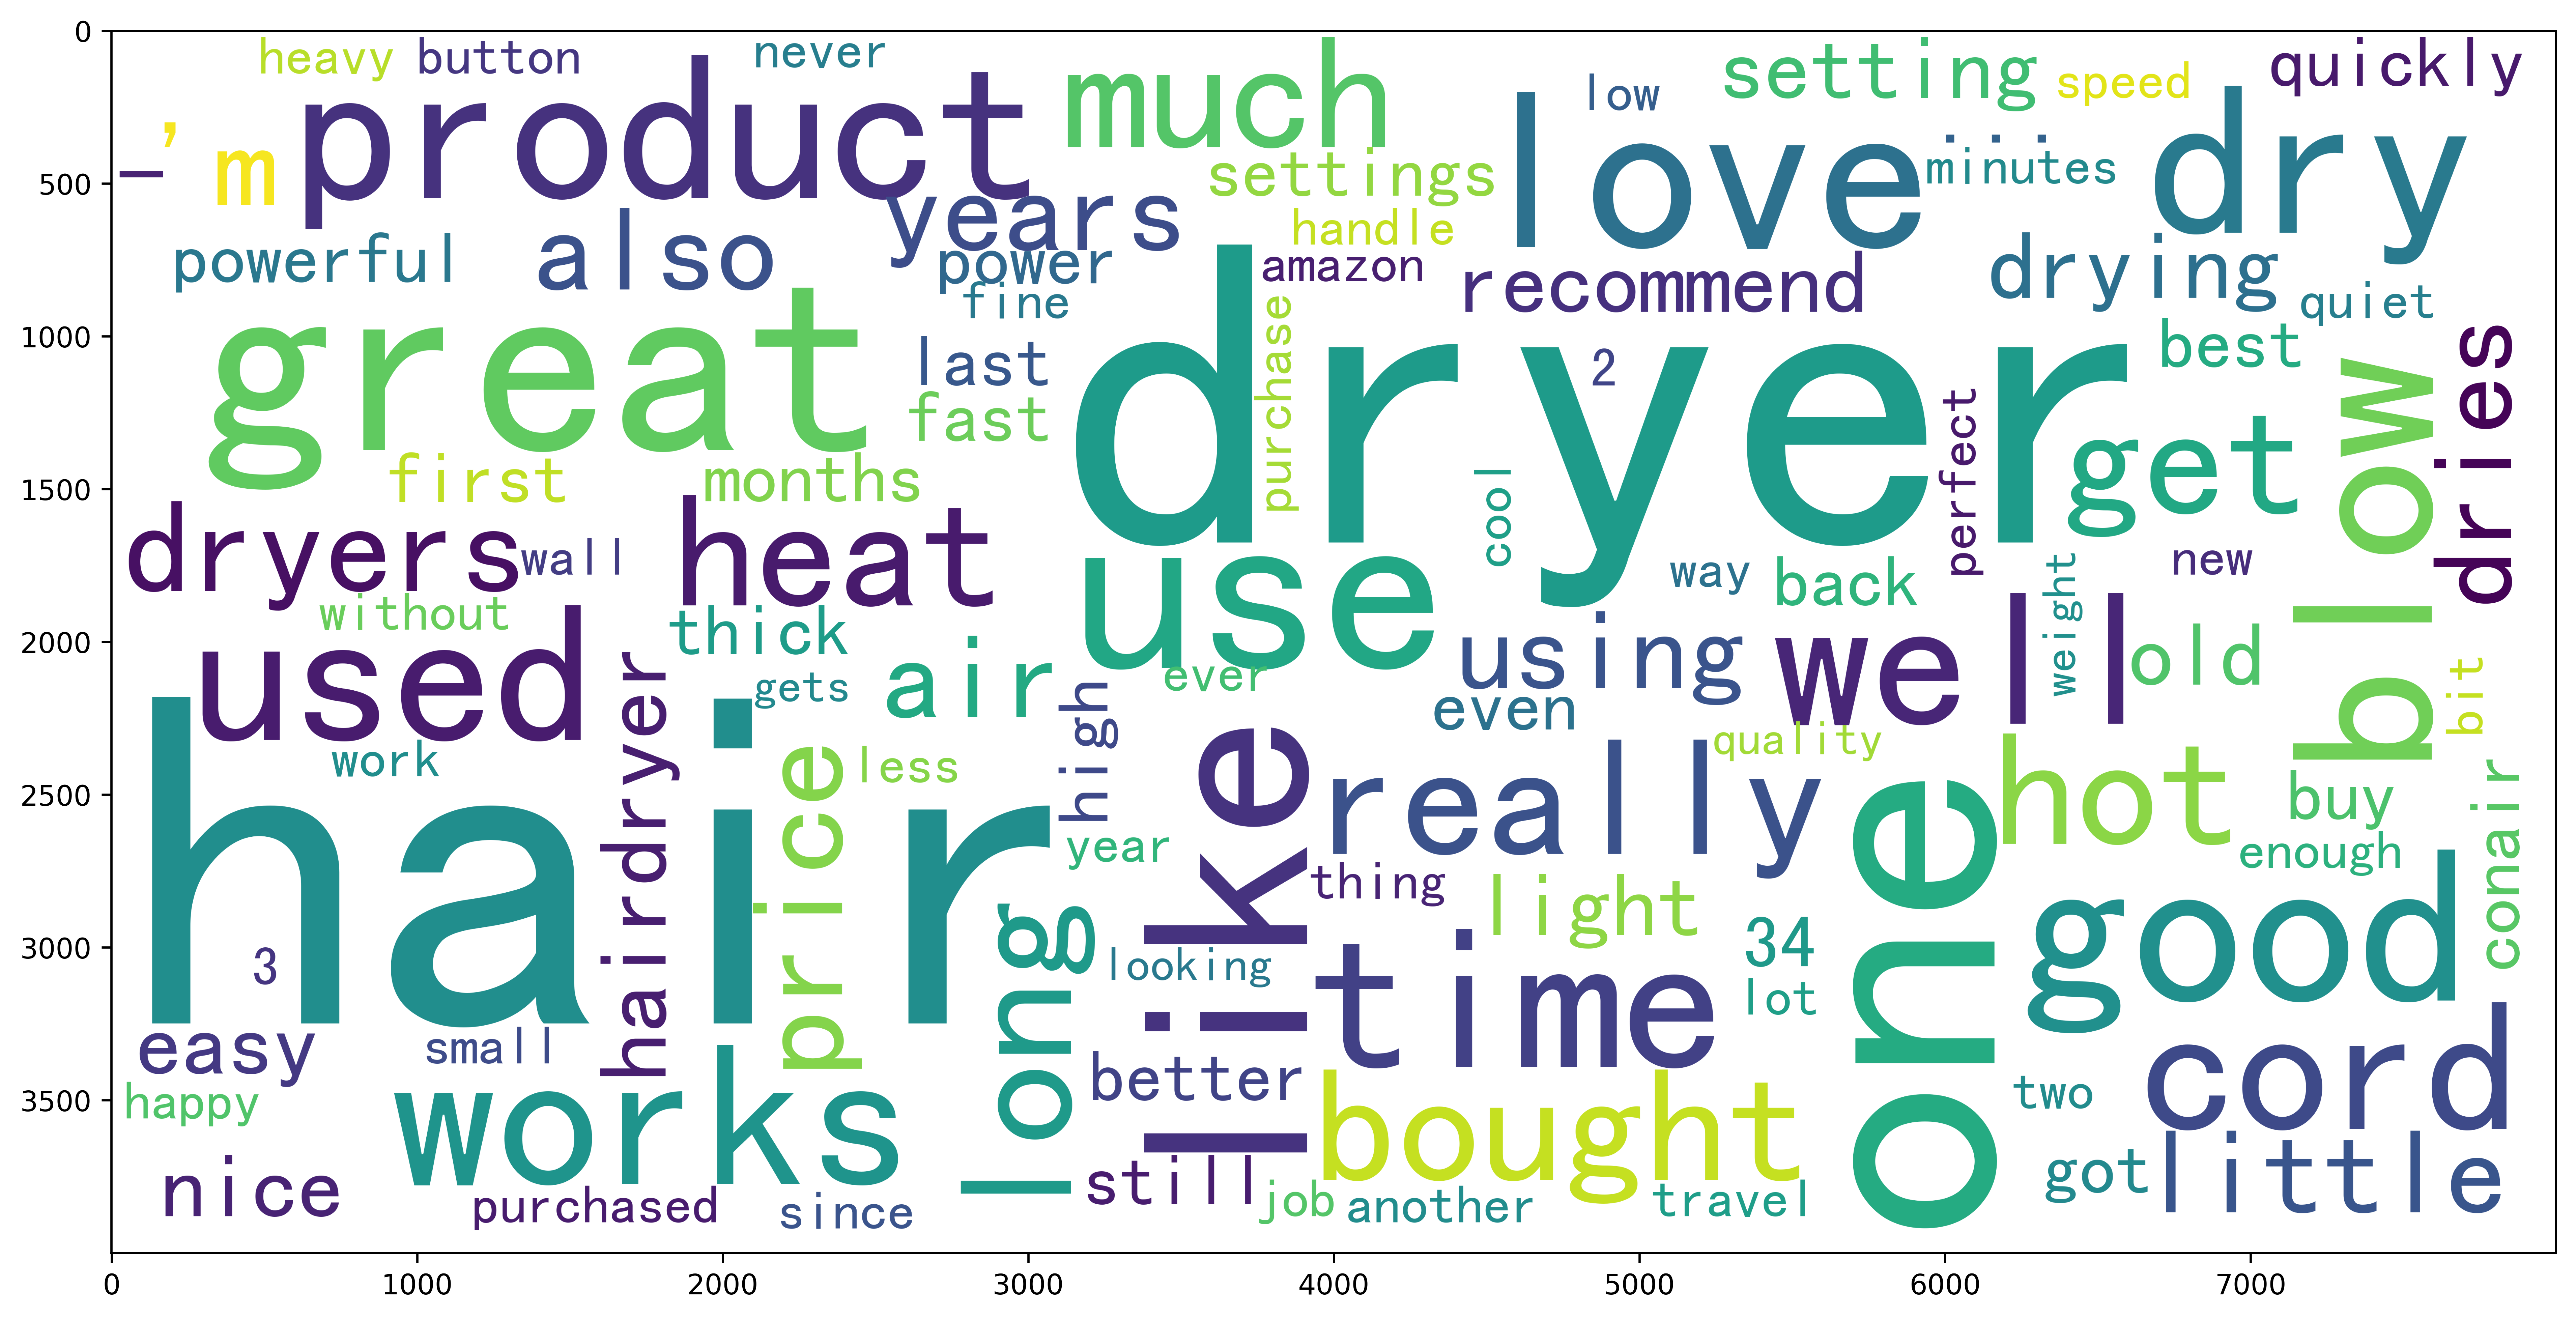 0
500
1000
1500
2000
2500
3000
3500
0 1000 2000 3000 4000 5000 6000 7000
heavy button never much low setting speed quickly
_ ' m product settings love ... minutes dry
powerful also years power handle amazon recommend drying quiet
great fine last fast purchase dryer 2 perfect best get blow dries
first months cool
dryers wall heat use way back weight new
without used thick air ever using well old bit
gets high even quality
work hairdryer price less like really hot buy conair
hair 3 year thing light 34 one enough good
long looking time lot
easy small better cord
happy works bought two
nice purchased since still job another travel got little